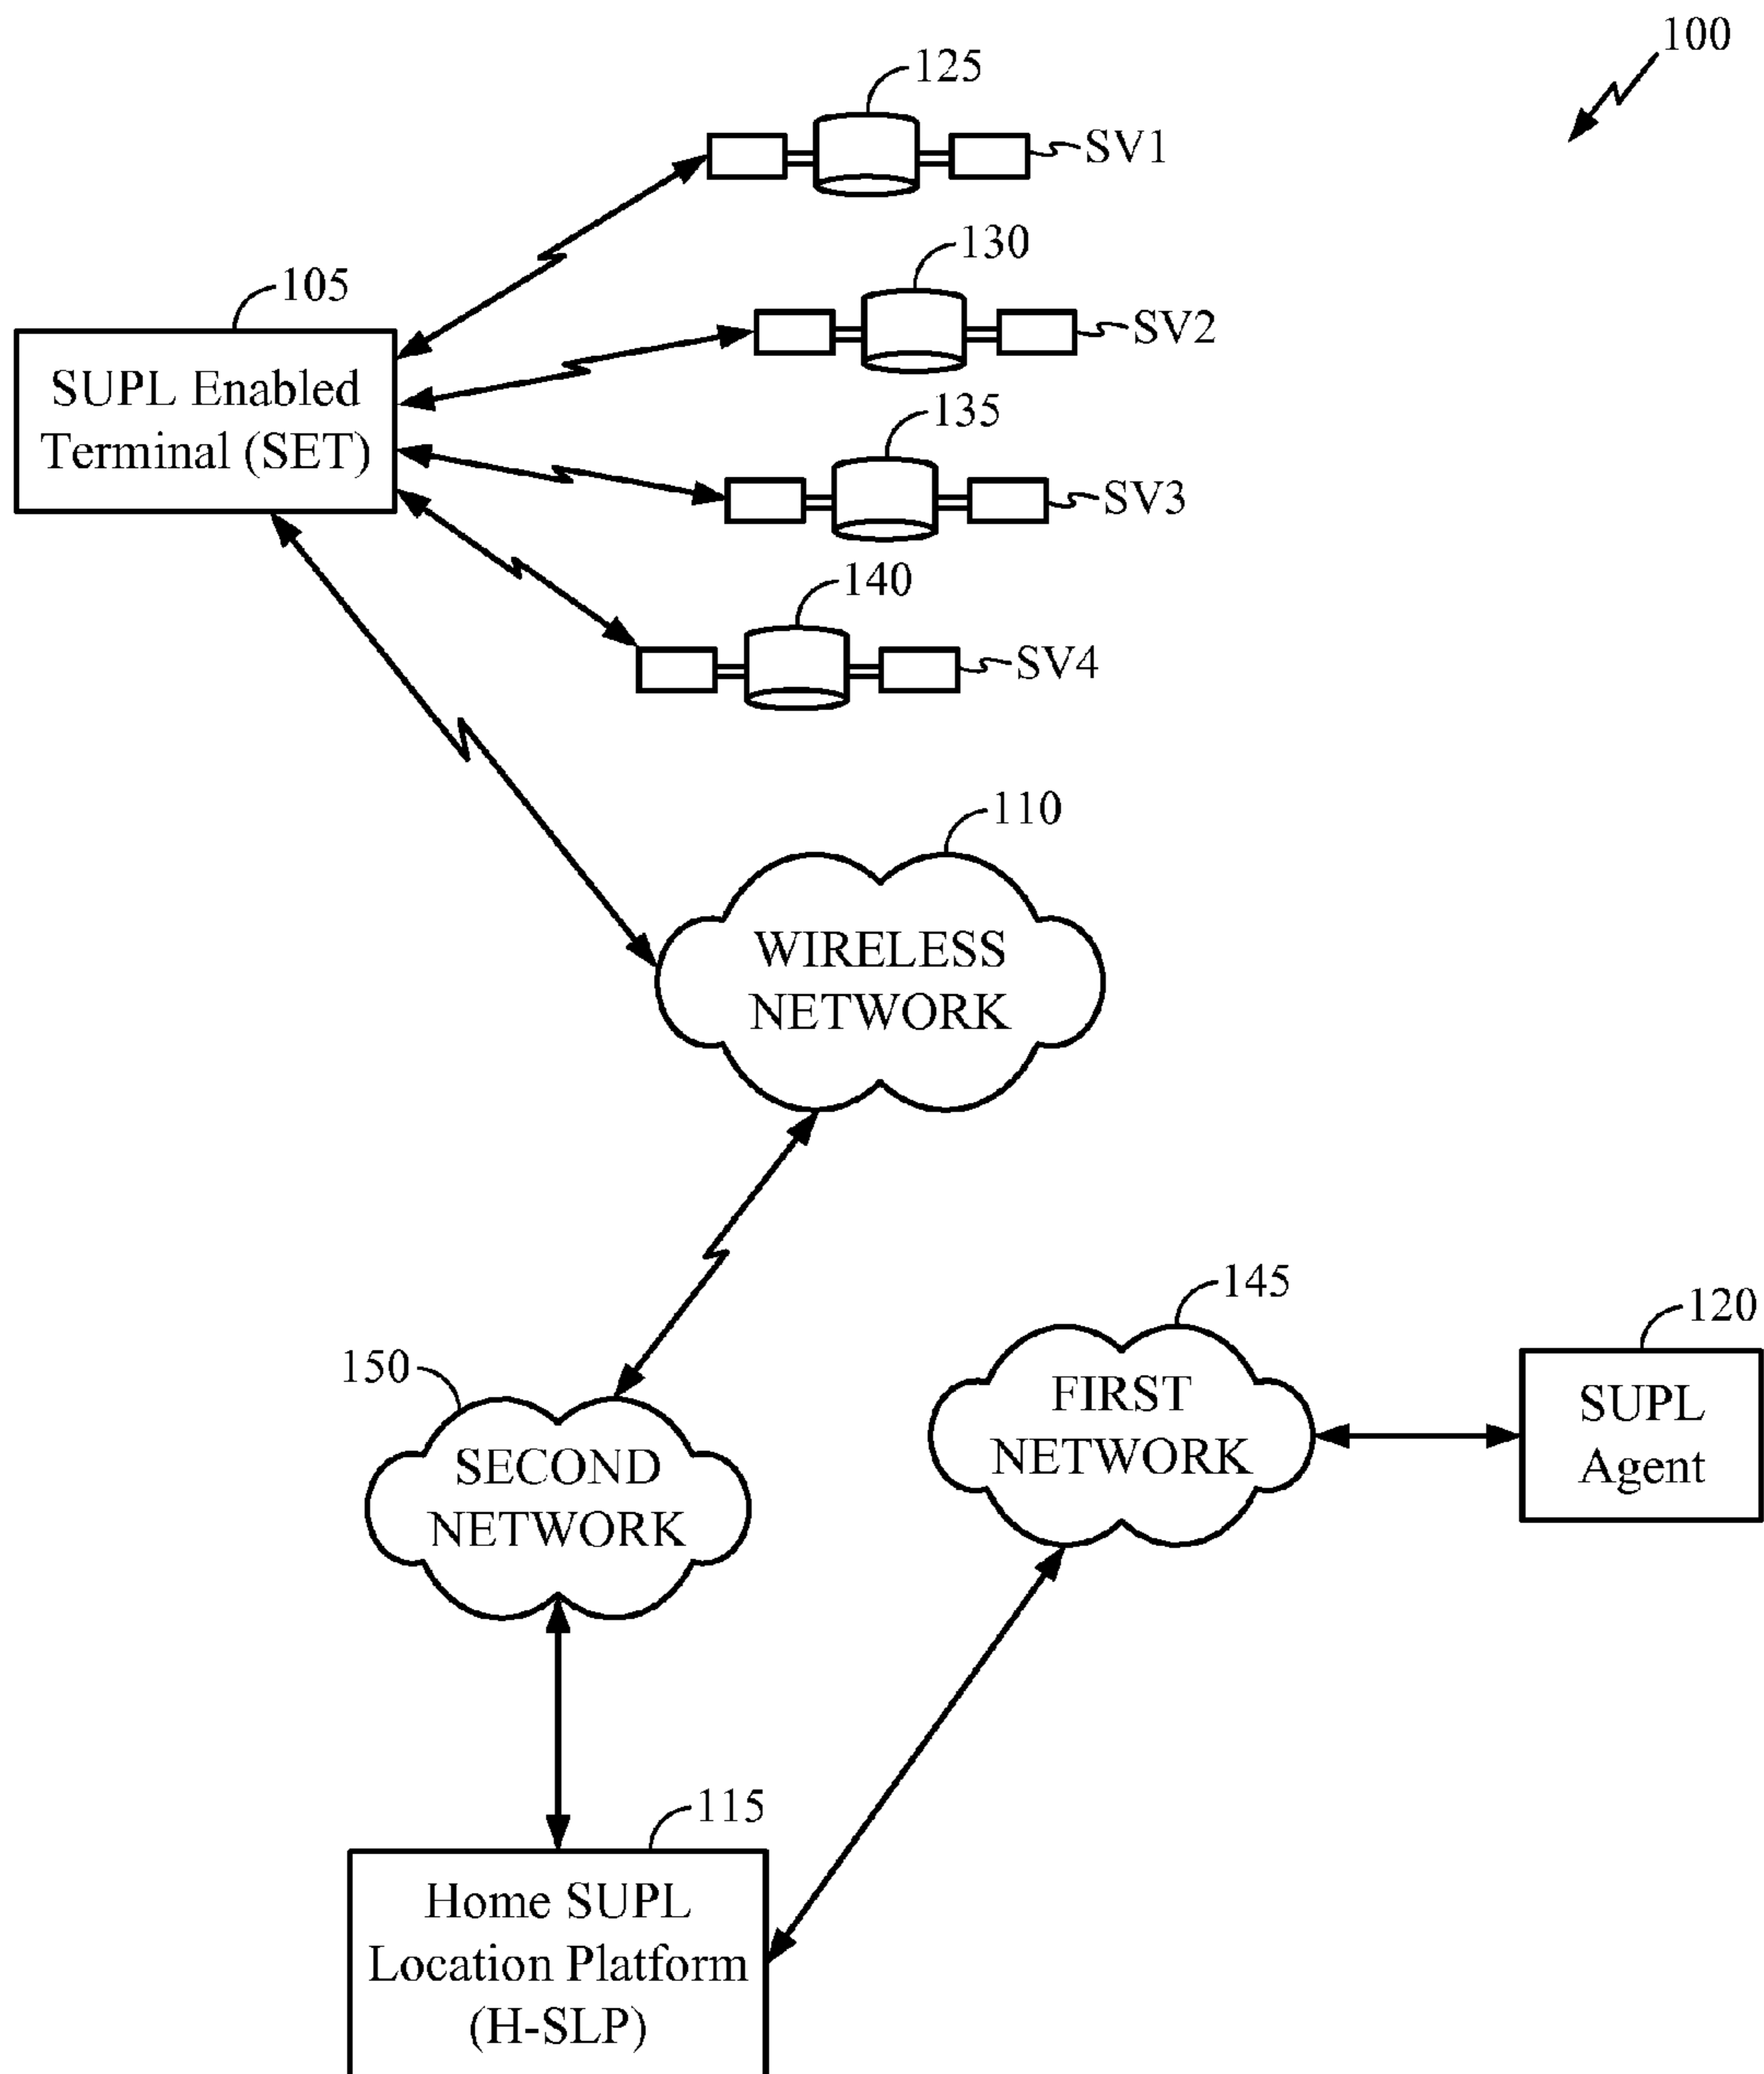 100
125
SV1
130
SV2
105
SUPL Enabled
Terminal (SET)
135
SV3
140
SV4
110
WIRELESS
NETWORK
145
FIRST
NETWORK
120
SUPL
Agent
150
SECOND
NETWORK
115
Home SUPL
Location Platform
(H-SLP)